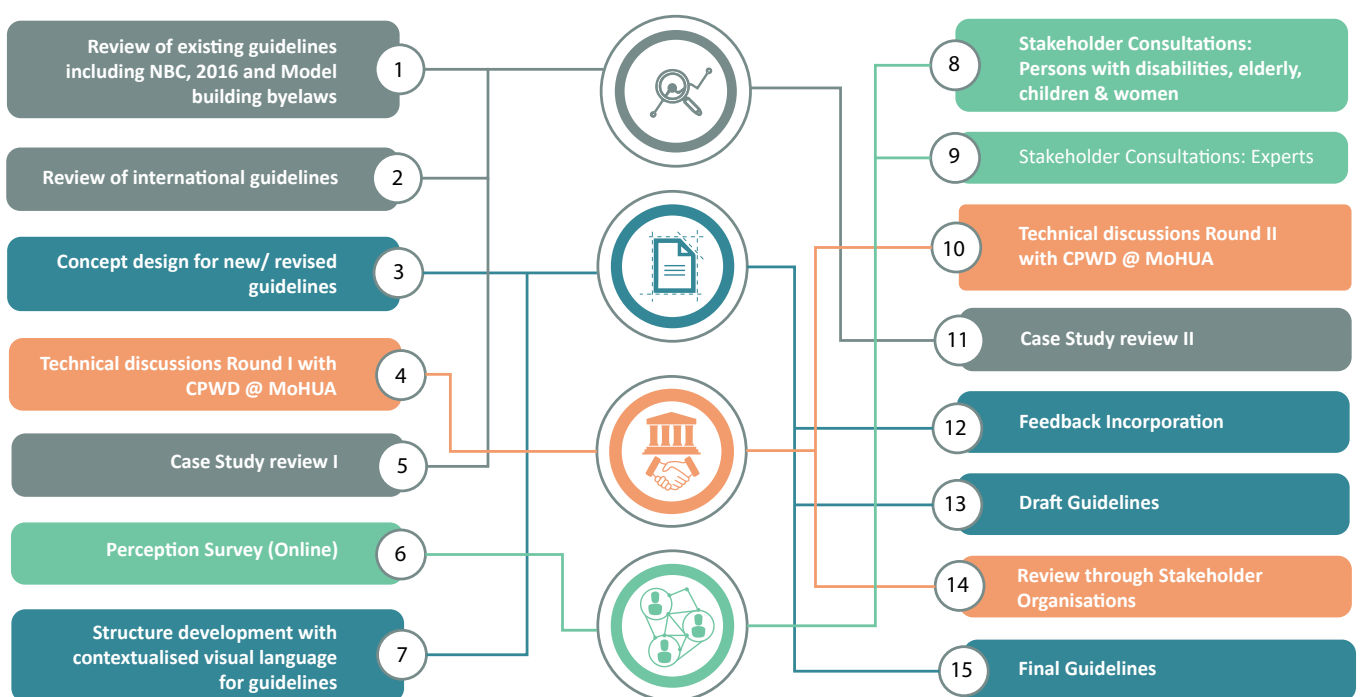 Review of existing guidelines
including NBC, 2016 and Model
building byelaws
1
Review of international guidelines
2
Concept design for new/ revised
guidelines
3
Technical discussions Round I with
CPWD @ MoHUA
4
Case Study review I
5
Perception Survey (Online)
6
Structure development with
contextualised visual language
for guidelines
7
8
Stakeholder Consultations:
Persons with disabilities, elderly,
children & women
9
Stakeholder Consultations: Experts
10
Technical discussions Round II
with CPWD @ MoHUA
11
Case Study review II
12
Feedback Incorporation
13
Draft Guidelines
14
Review through Stakeholder
Organisations
15
Final Guidelines